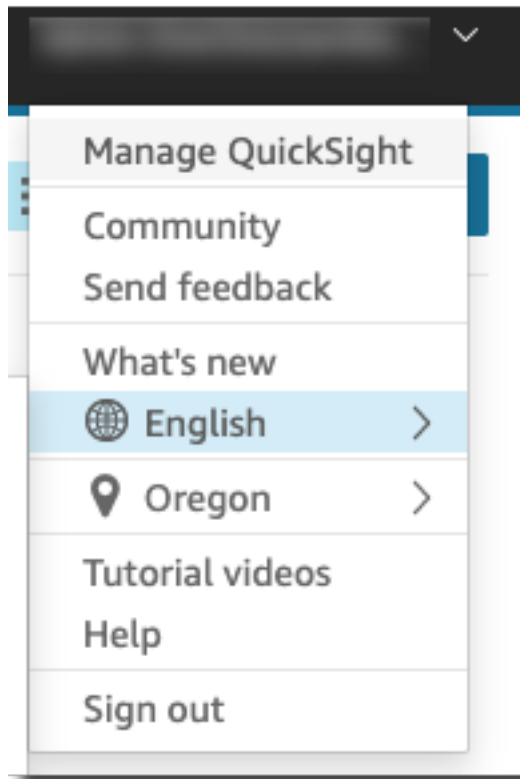 Manage QuickSight
Community
Send feedback
What's new
English
Oregon
Tutorial videos
Help
Sign out